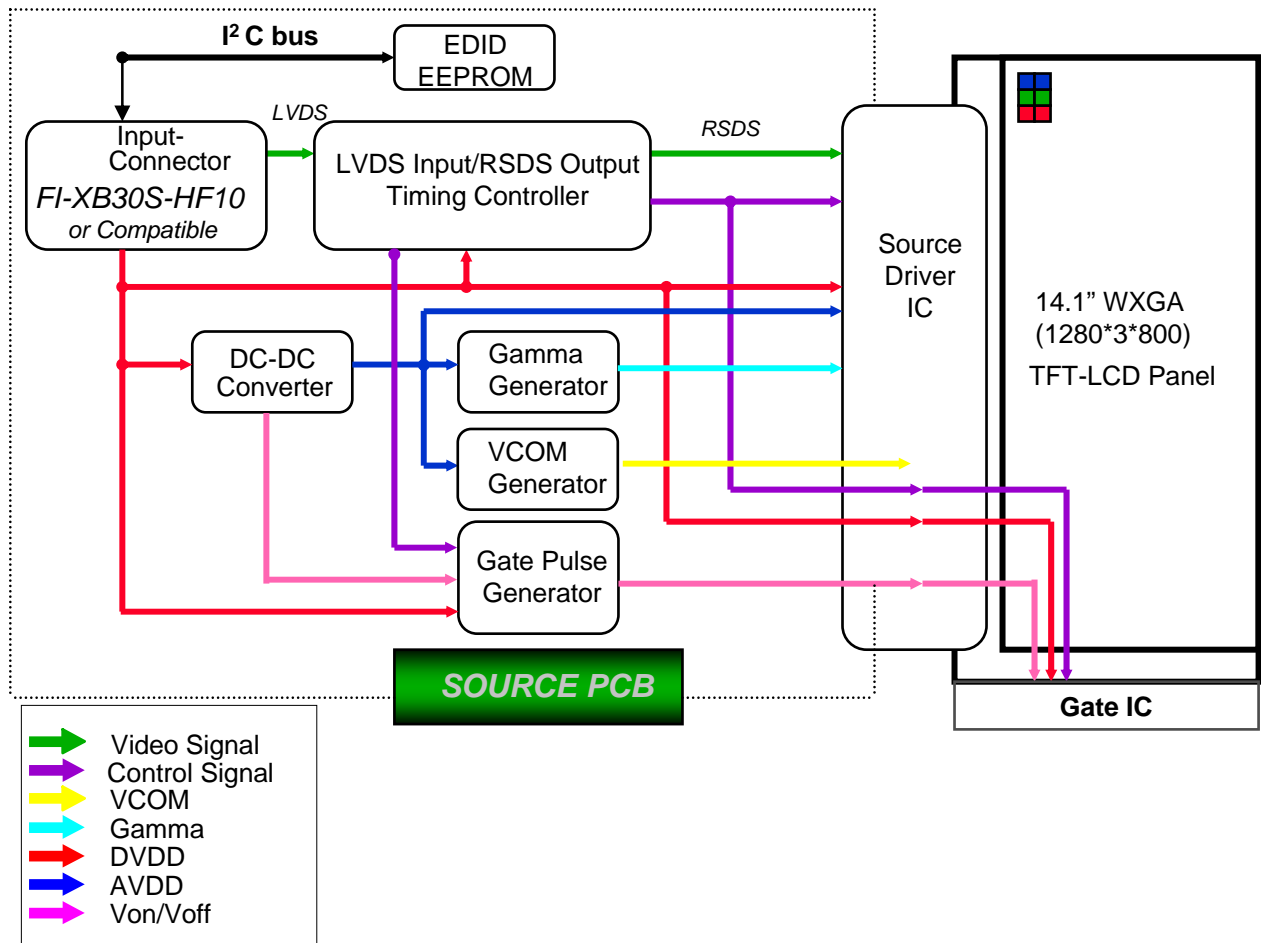 I² C bus
EDID
EEPROM
LVDS
RSDS
Input-
Connector
FI-XB30S-HF10
or Compatible
LVDS Input/RSDS Output
Timing Controller
Source
Driver
IC
14.1” WXGA
(1280*3*800)
TFT-LCD Panel
DC-DC
Converter
Gamma
Generator
VCOM
Generator
Gate Pulse
Generator
SOURCE PCB
Gate IC
Video Signal
Control Signal
VCOM
Gamma
DVDD
AVDD
Von/Voff